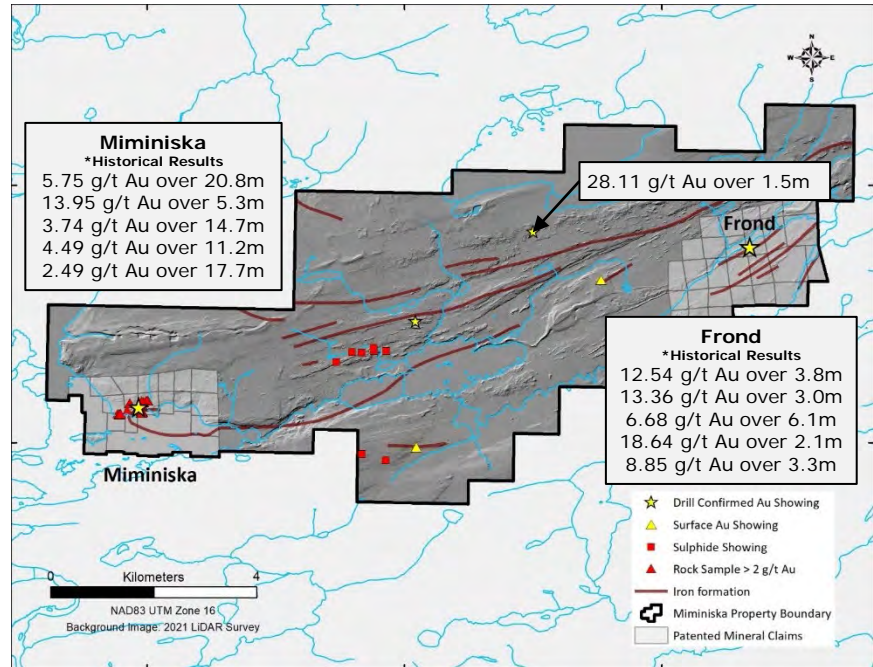 N
W E
S
Miminiska
*Historical Results
5.75 g/t Au over 20.8m
13.95 g/t Au over 5.3m
3.74 g/t Au over 14.7m
4.49 g/t Au over 11.2m
2.49 g/t Au over 17.7m
28.11 g/t Au over 1.5m
Frond
Frond
*Historical Results
12.54 g/t Au over 3.8m
13.36 g/t Au over 3.0m
6.68 g/t Au over 6.1m
18.64 g/t Au over 2.1m
8.85 g/t Au over 3.3m
Miminiska
Drill Confirmed Au Showing
Surface Au Showing
Sulphide Showing
Rock Sample > 2 g/t Au
Iron formation
Miminiska Property Boundary
Patented Mineral Claims
0 Kilometers 4
NAD83 UTM Zone 16
Background Image: 2021 LiDAR Survey